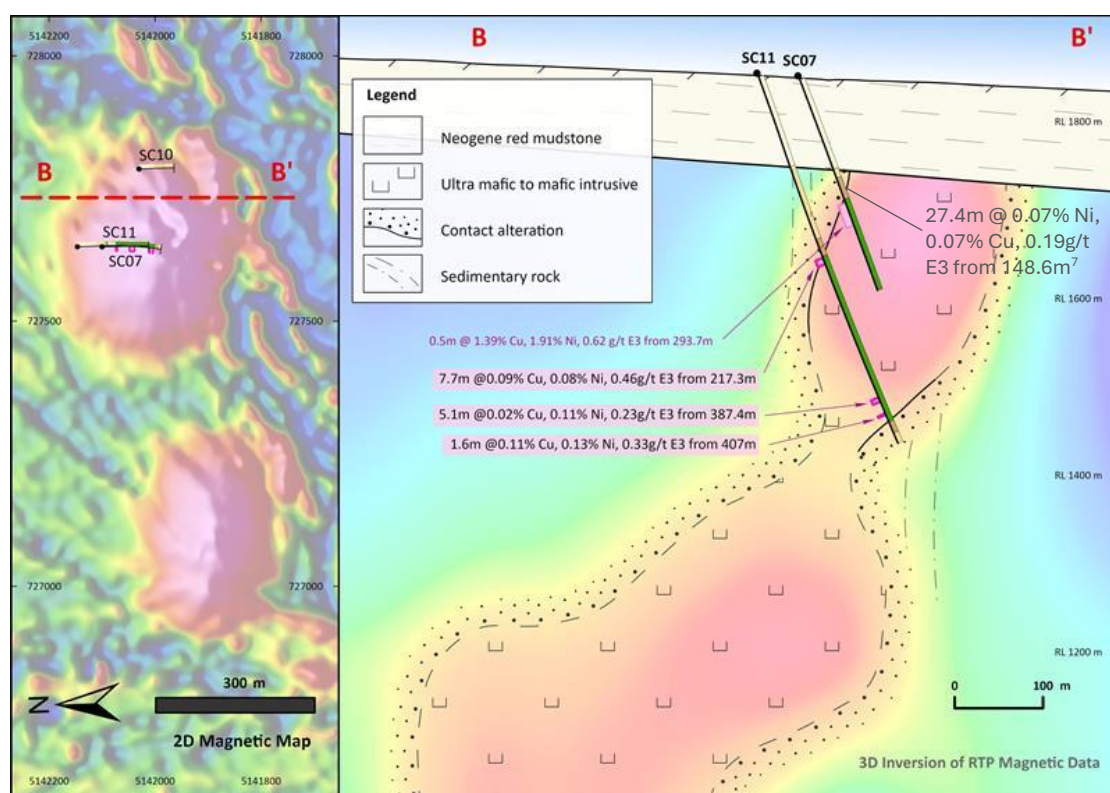 5142200
5142000
5141800
728000
B
B'
SC10
SC11
SC07
727500
727000
300 m
N
2D Magnetic Map
5142200
5142000
5141800
B
B'
SC11
SC07
Legend
Neogene red mudstone
Ultra mafic to mafic intrusive
Contact alteration
Sedimentary rock
RL 1800 m
27.4m @ 0.07% Ni,
0.07% Cu, 0.19g/t
E3 from 148.6m⁷
RL 1600 m
0.5m @ 1.39% Cu, 1.91% Ni, 0.62 g/t E3 from 293.7m
7.7m @0.09% Cu, 0.08% Ni, 0.46g/t E3 from 217.3m
5.1m @0.02% Cu, 0.11% Ni, 0.23g/t E3 from 387.4m
1.6m @0.11% Cu, 0.13% Ni, 0.33g/t E3 from 407m
RL 1400 m
RL 1200 m
0 100 m
3D Inversion of RTP Magnetic Data